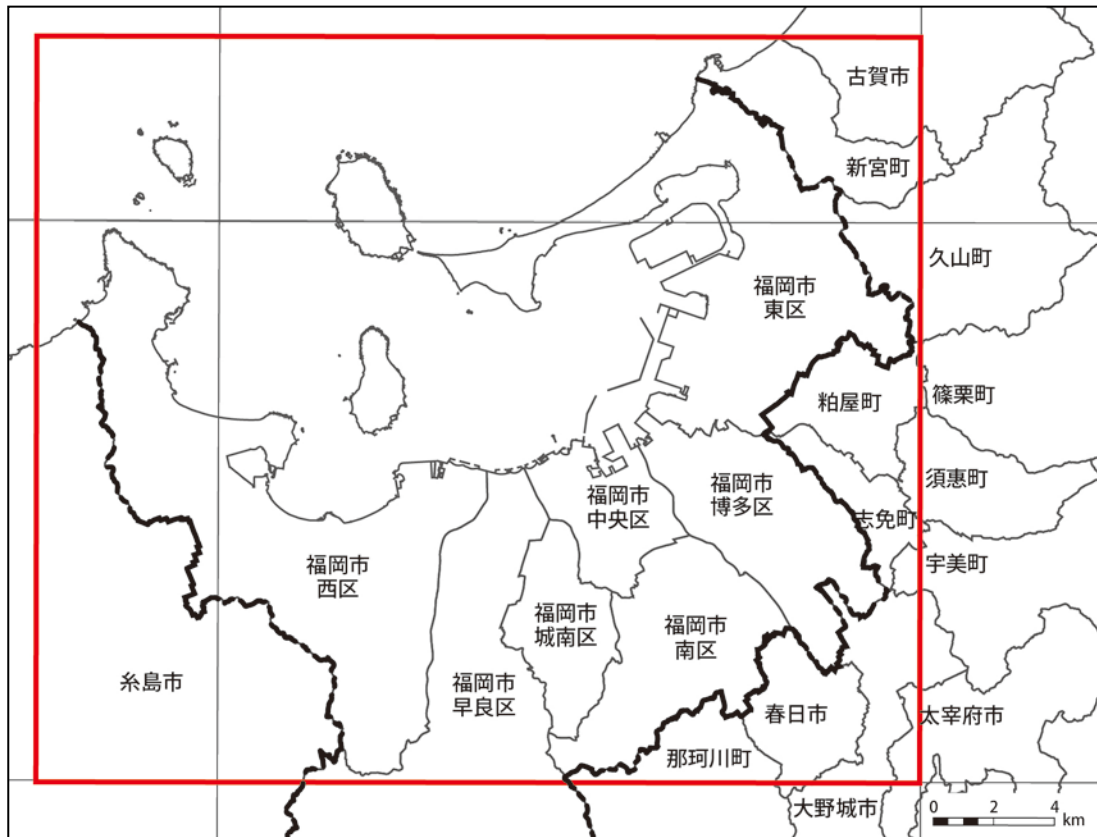 古賀市
新宮町
久山町
福岡市
東区
粕屋町
篠栗町
須惠町
福岡市
中央区
福岡市
博多区
志免町
宇美町
福岡市
西区
福岡市
城南区
福岡市
南区
糸島市
福岡市
早良区
春日市
太宰府市
那珂川町
大野城市
0 2 4
km